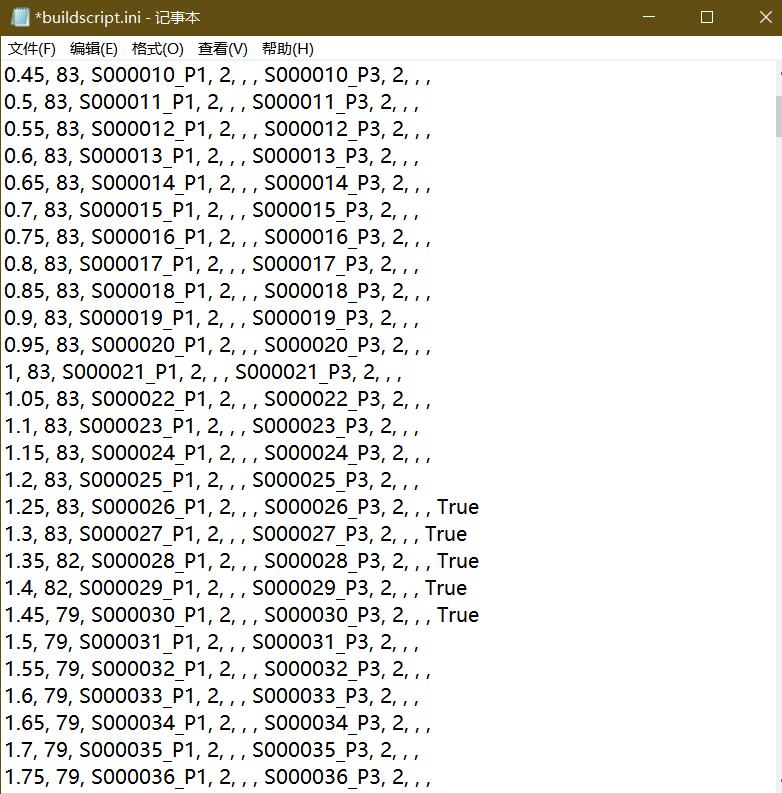 *buildscript.ini - 记事本
文件(F) 编辑(E) 格式(O) 查看(V) 帮助(H)
0.45, 83, S000010_P1, 2, , , S000010_P3, 2, , ,
0.5, 83, S000011_P1, 2, , , S000011_P3, 2, , ,
0.55, 83, S000012_P1, 2, , , S000012_P3, 2, , ,
0.6, 83, S000013_P1, 2, , , S000013_P3, 2, , ,
0.65, 83, S000014_P1, 2, , , S000014_P3, 2, , ,
0.7, 83, S000015_P1, 2, , , S000015_P3, 2, , ,
0.75, 83, S000016_P1, 2, , , S000016_P3, 2, , ,
0.8, 83, S000017_P1, 2, , , S000017_P3, 2, , ,
0.85, 83, S000018_P1, 2, , , S000018_P3, 2, , ,
0.9, 83, S000019_P1, 2, , , S000019_P3, 2, , ,
0.95, 83, S000020_P1, 2, , , S000020_P3, 2, , ,
1, 83, S000021_P1, 2, , , S000021_P3, 2, , ,
1.05, 83, S000022_P1, 2, , , S000022_P3, 2, , ,
1.1, 83, S000023_P1, 2, , , S000023_P3, 2, , ,
1.15, 83, S000024_P1, 2, , , S000024_P3, 2, , ,
1.2, 83, S000025_P1, 2, , , S000025_P3, 2, , ,
1.25, 83, S000026_P1, 2, , , S000026_P3, 2, , , True
1.3, 83, S000027_P1, 2, , , S000027_P3, 2, , , True
1.35, 82, S000028_P1, 2, , , S000028_P3, 2, , , True
1.4, 82, S000029_P1, 2, , , S000029_P3, 2, , , True
1.45, 79, S000030_P1, 2, , , S000030_P3, 2, , , True
1.5, 79, S000031_P1, 2, , , S000031_P3, 2, , ,
1.55, 79, S000032_P1, 2, , , S000032_P3, 2, , ,
1.6, 79, S000033_P1, 2, , , S000033_P3, 2, , ,
1.65, 79, S000034_P1, 2, , , S000034_P3, 2, , ,
1.7, 79, S000035_P1, 2, , , S000035_P3, 2, , ,
1.75, 79, S000036_P1, 2, , , S000036_P3, 2, , ,